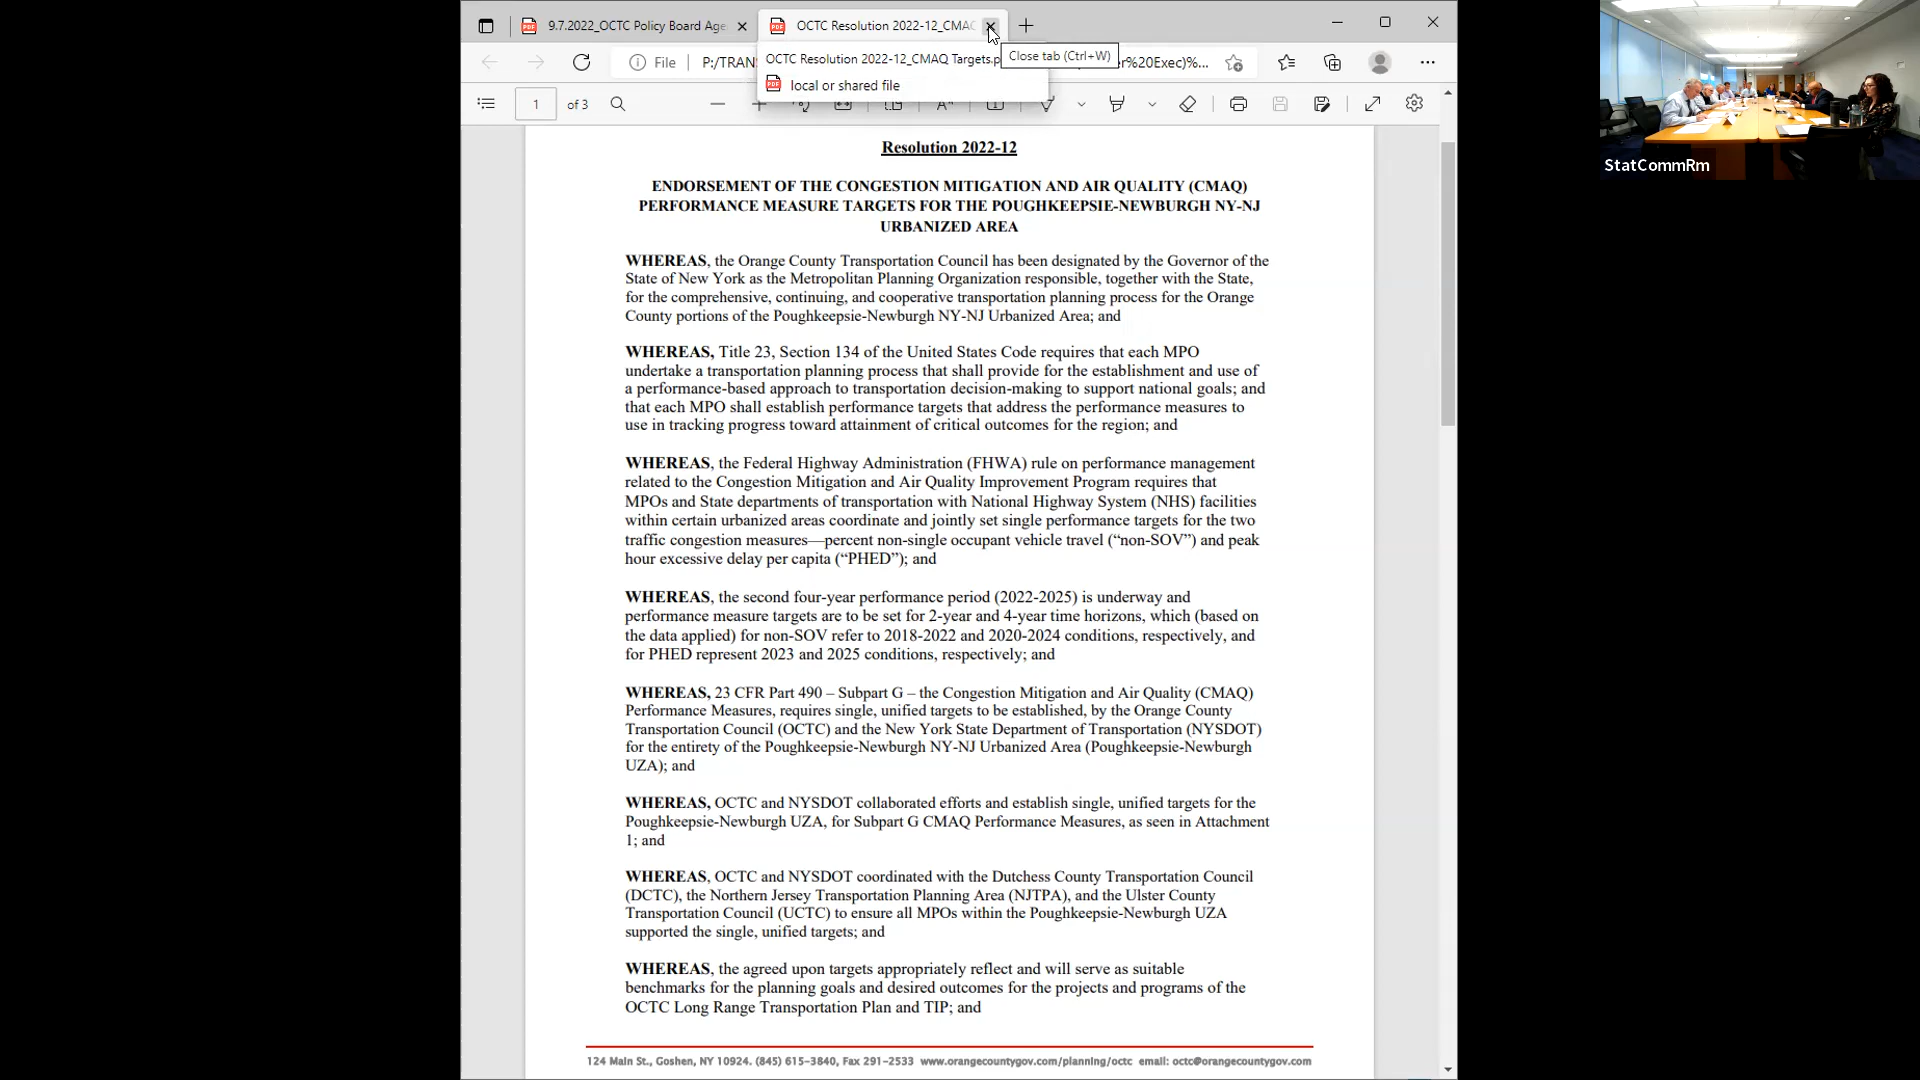 9.7.2022_OCTC Policy Board Age
OCTC Resolution 2022-12_CMAC
File
P:/TRAN
OCTC Resolution 2022-12_CMAQ Targets.p
Close tab (Ctrl+W)
er%20Exec)%...
local or shared file
1 of 3
StatCommRm
Resolution 2022-12
ENDORSEMENT OF THE CONGESTION MITIGATION AND AIR QUALITY (CMAQ)
PERFORMANCE MEASURE TARGETS FOR THE POUGHKEEPSIE-NEWBURGH NY-NJ
URBANIZED AREA
WHEREAS, the Orange County Transportation Council has been designated by the Governor of the
State of New York as the Metropolitan Planning Organization responsible, together with the State,
for the comprehensive, continuing, and cooperative transportation planning process for the Orange
County portions of the Poughkeepsie-Newburgh NY-NJ Urbanized Area; and
WHEREAS, Title 23, Section 134 of the United States Code requires that each MPO
undertake a transportation planning process that shall provide for the establishment and use of
a performance-based approach to transportation decision-making to support national goals; and
that each MPO shall establish performance targets that address the performance measures to
use in tracking progress toward attainment of critical outcomes for the region; and
WHEREAS, the Federal Highway Administration (FHWA) rule on performance management
related to the Congestion Mitigation and Air Quality Improvement Program requires that
MPOs and State departments of transportation with National Highway System (NHS) facilities
within certain urbanized areas coordinate and jointly set single performance targets for the two
traffic congestion measures—percent non-single occupant vehicle travel (“non-SOV”) and peak
hour excessive delay per capita (“PHED”); and
WHEREAS, the second four-year performance period (2022-2025) is underway and
performance measure targets are to be set for 2-year and 4-year time horizons, which (based on
the data applied) for non-SOV refer to 2018-2022 and 2020-2024 conditions, respectively, and
for PHED represent 2023 and 2025 conditions, respectively; and
WHEREAS, 23 CFR Part 490 – Subpart G – the Congestion Mitigation and Air Quality (CMAQ)
Performance Measures, requires single, unified targets to be established, by the Orange County
Transportation Council (OCTC) and the New York State Department of Transportation (NYSDOT)
for the entirety of the Poughkeepsie-Newburgh NY-NJ Urbanized Area (Poughkeepsie-Newburgh
UZA); and
WHEREAS, OCTC and NYSDOT collaborated efforts and establish single, unified targets for the
Poughkeepsie-Newburgh UZA, for Subpart G CMAQ Performance Measures, as seen in Attachment
1; and
WHEREAS, OCTC and NYSDOT coordinated with the Dutchess County Transportation Council
(DCTC), the Northern Jersey Transportation Planning Area (NJTPA), and the Ulster County
Transportation Council (UCTC) to ensure all MPOs within the Poughkeepsie-Newburgh UZA
supported the single, unified targets; and
WHEREAS, the agreed upon targets appropriately reflect and will serve as suitable
benchmarks for the planning goals and desired outcomes for the projects and programs of the
OCTC Long Range Transportation Plan and TIP; and
124 Main St., Goshen, NY 10924. (845) 615-3840, Fax 291-2533 www.orangecountygov.com/planning/octc email: octc@orangecountygov.com